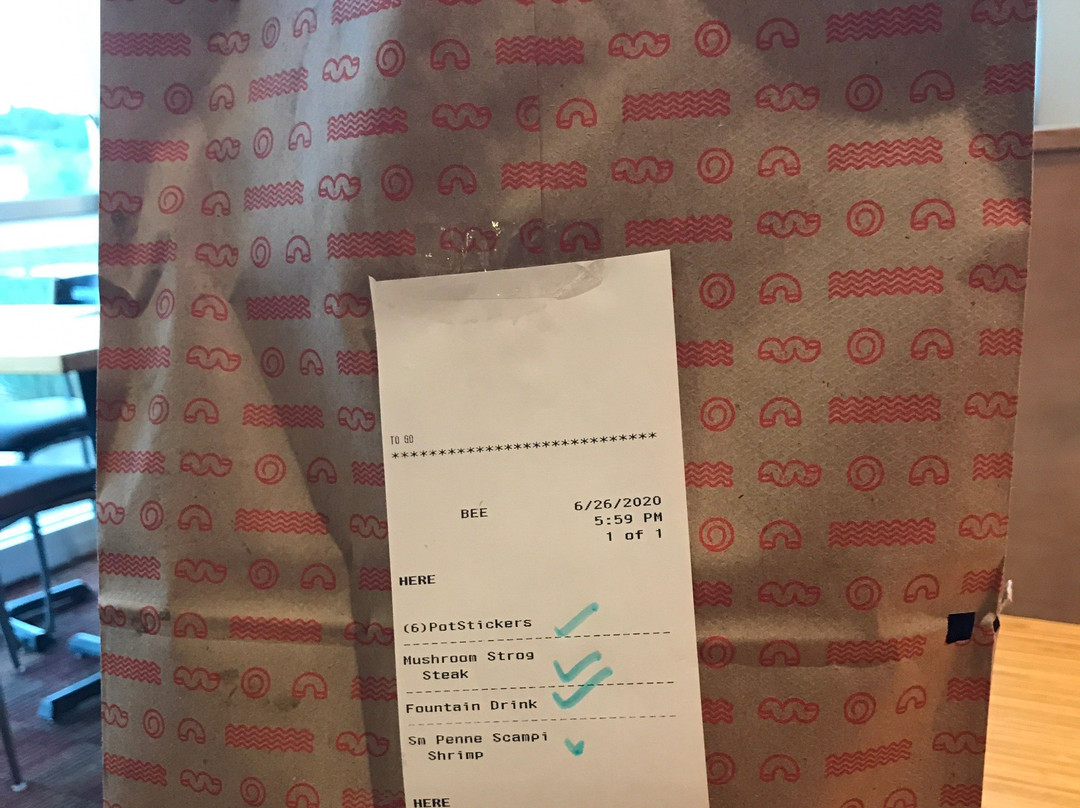 TO GO
*****************************
BEE 6/26/2020
5:59 PM
1 of 1
HERE
(6)PotStickers
Mushroom Strog
Steak
Fountain Drink
Sm Penne Scampi
Shrimp
HERE